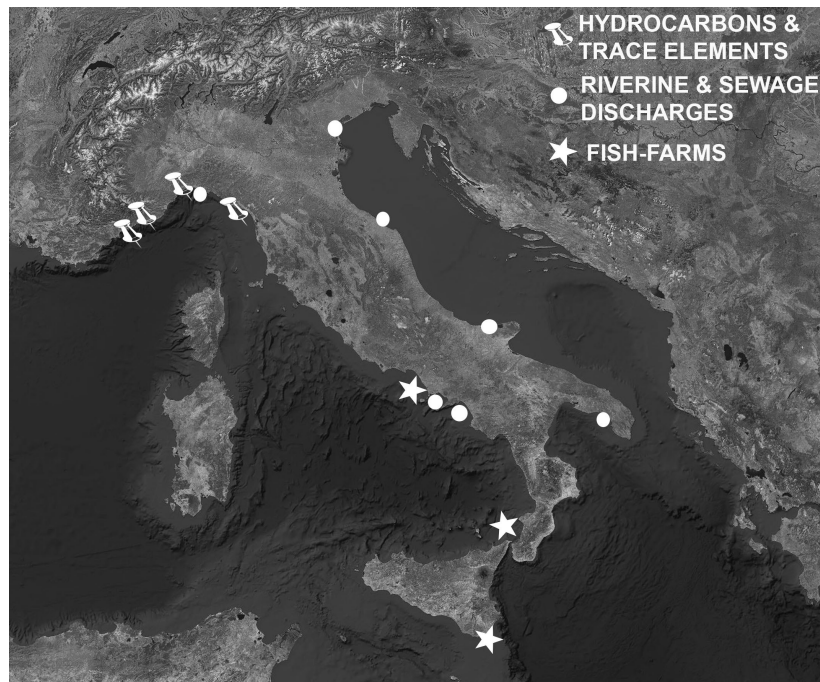 HYDROCARBONS &
TRACE ELEMENTS
RIVERINE & SEWAGE
DISCHARGES
FISH-FARMS